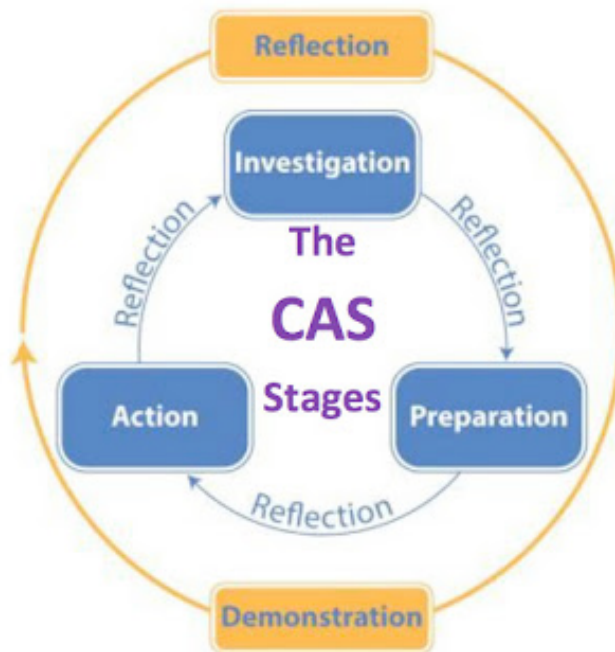 Reflection
Investigation
Reflection
Reflection
The
CAS
Stages
Action
Preparation
Reflection
Demonstration